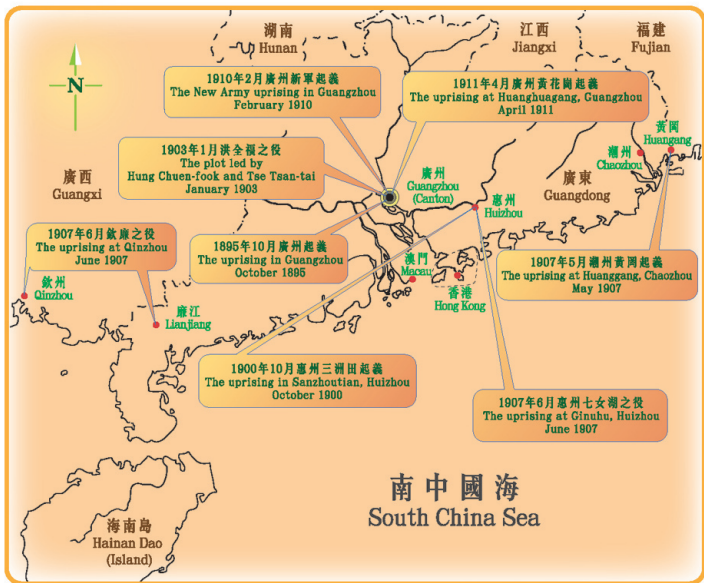 湖南
Hunan
江西
Jiangxi
福建
Fujian
N
1910年2月廣州新軍起義
The New Army uprising in Guangzhou
February 1910
1911年4月廣州黃花崗起義
The uprising at Huanghuagang, Guangzhou
April 1911
1903年1月洪全福之役
The plot led by
Hung Chuen-fook and Tse Tsan-tai
January 1903
黃岡
Huangang
潮州
Chaozhou
廣西
Guangxi
廣州
Guangzhou
(Canton)
惠州
Huizhou
廣東
Guangdong
1907年6月欽廉之役
The uprising at Qinzhou
June 1907
1895年10月廣州起義
The uprising in Guangzhou
October 1895
1907年5月潮州黃岡起義
The uprising at Huanggang, Chaozhou
May 1907
欽州
Qinzhou
澳門
Macau
香港
Hong Kong
廉江
Lianjiang
1900年10月惠州三洲田起義
The uprising in Sanzhoutian, Huizhou
October 1900
1907年6月惠州七女湖之役
The uprising at Ginuhu, Huizhou
June 1907
南中國海
South China Sea
海南島
Hainan Dao
(Island)